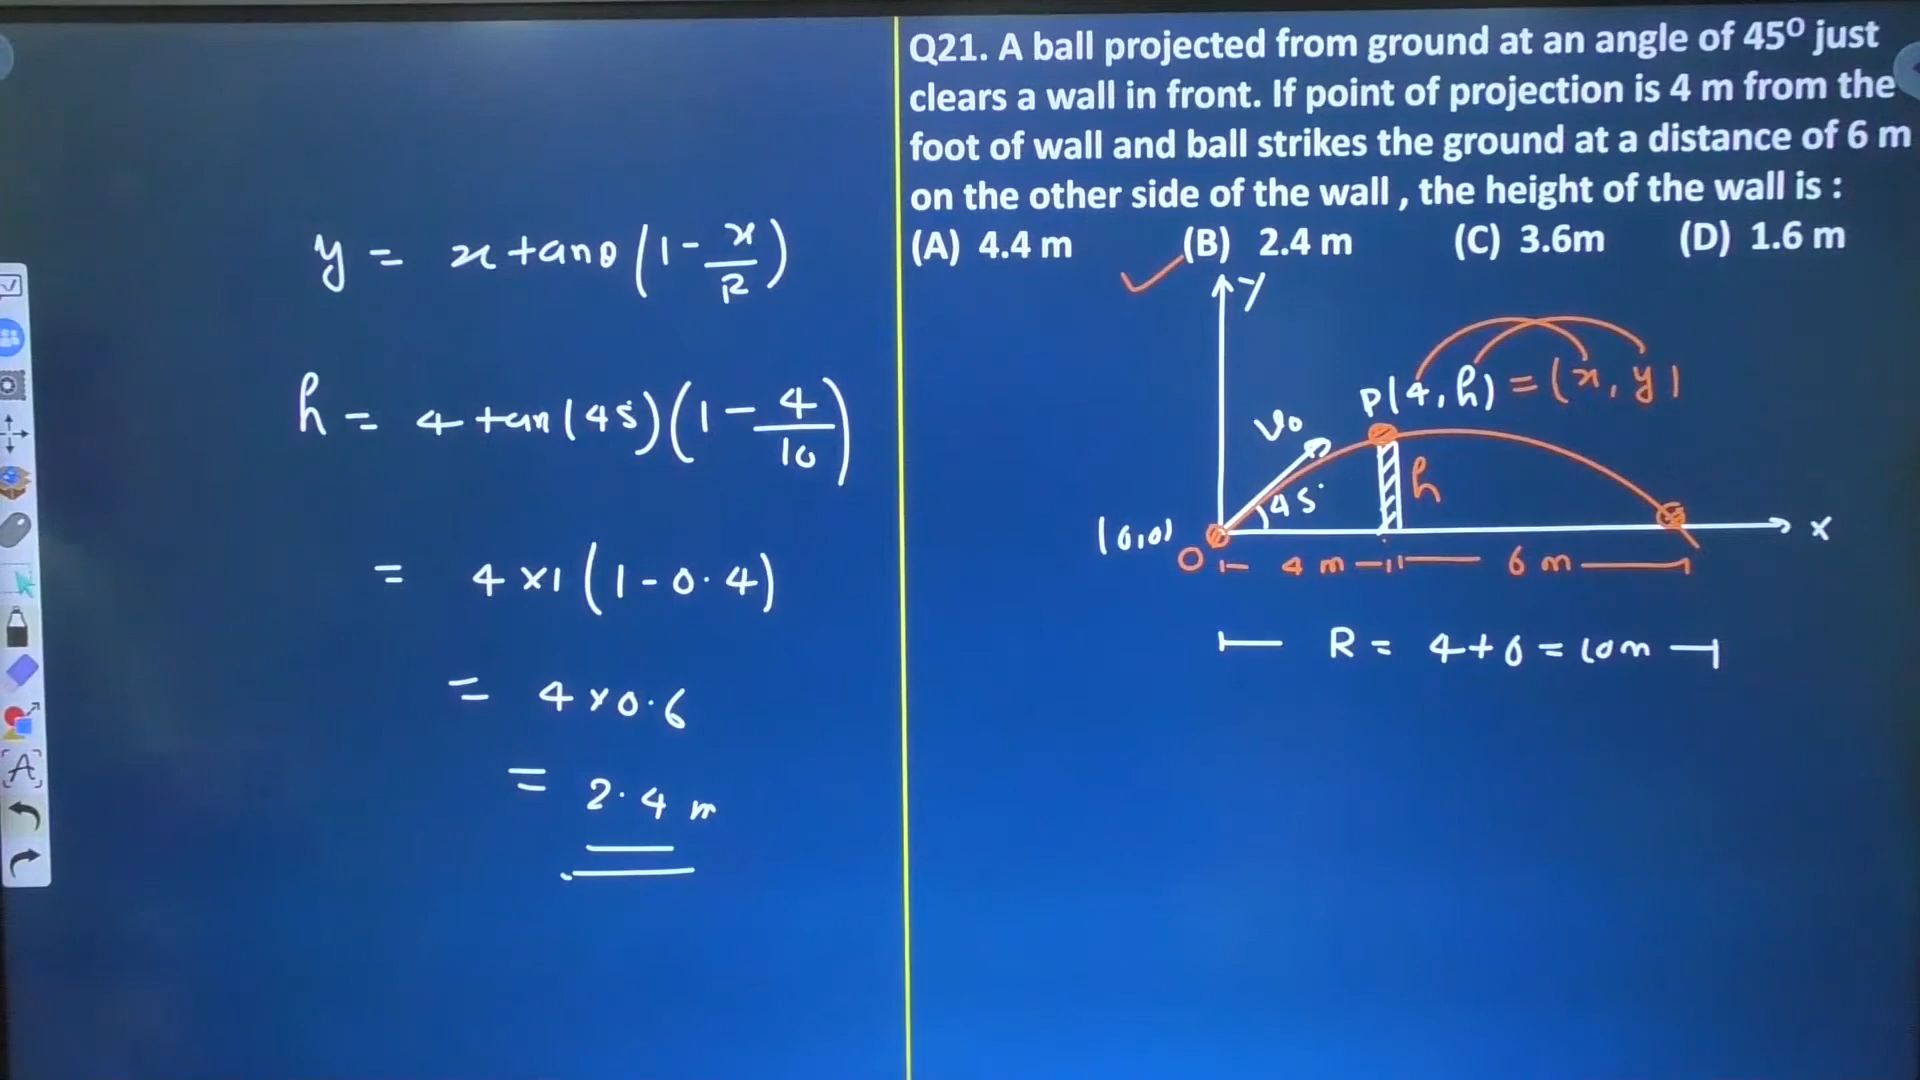 Q21. A ball projected from ground at an angle of 45⁰ just
clears a wall in front. If point of projection is 4 m from the
foot of wall and ball strikes the ground at a distance of 6 m
on the other side of the wall , the height of the wall is :
(A) 4.4 m (B) 2.4 m (C) 3.6m (D) 1.6 m
y = x tanθ (1 - x/R)
h = 4 tan(45)(1 - 4/10)
= 4 ×1 (1 - 0.4)
= 4 × 0.6
= 2.4 m
Y
P(4, h) = (x, y)
v₀
h
45°
(0,0)
X
O 4 m 6 m
R = 4+6 = 10m
A